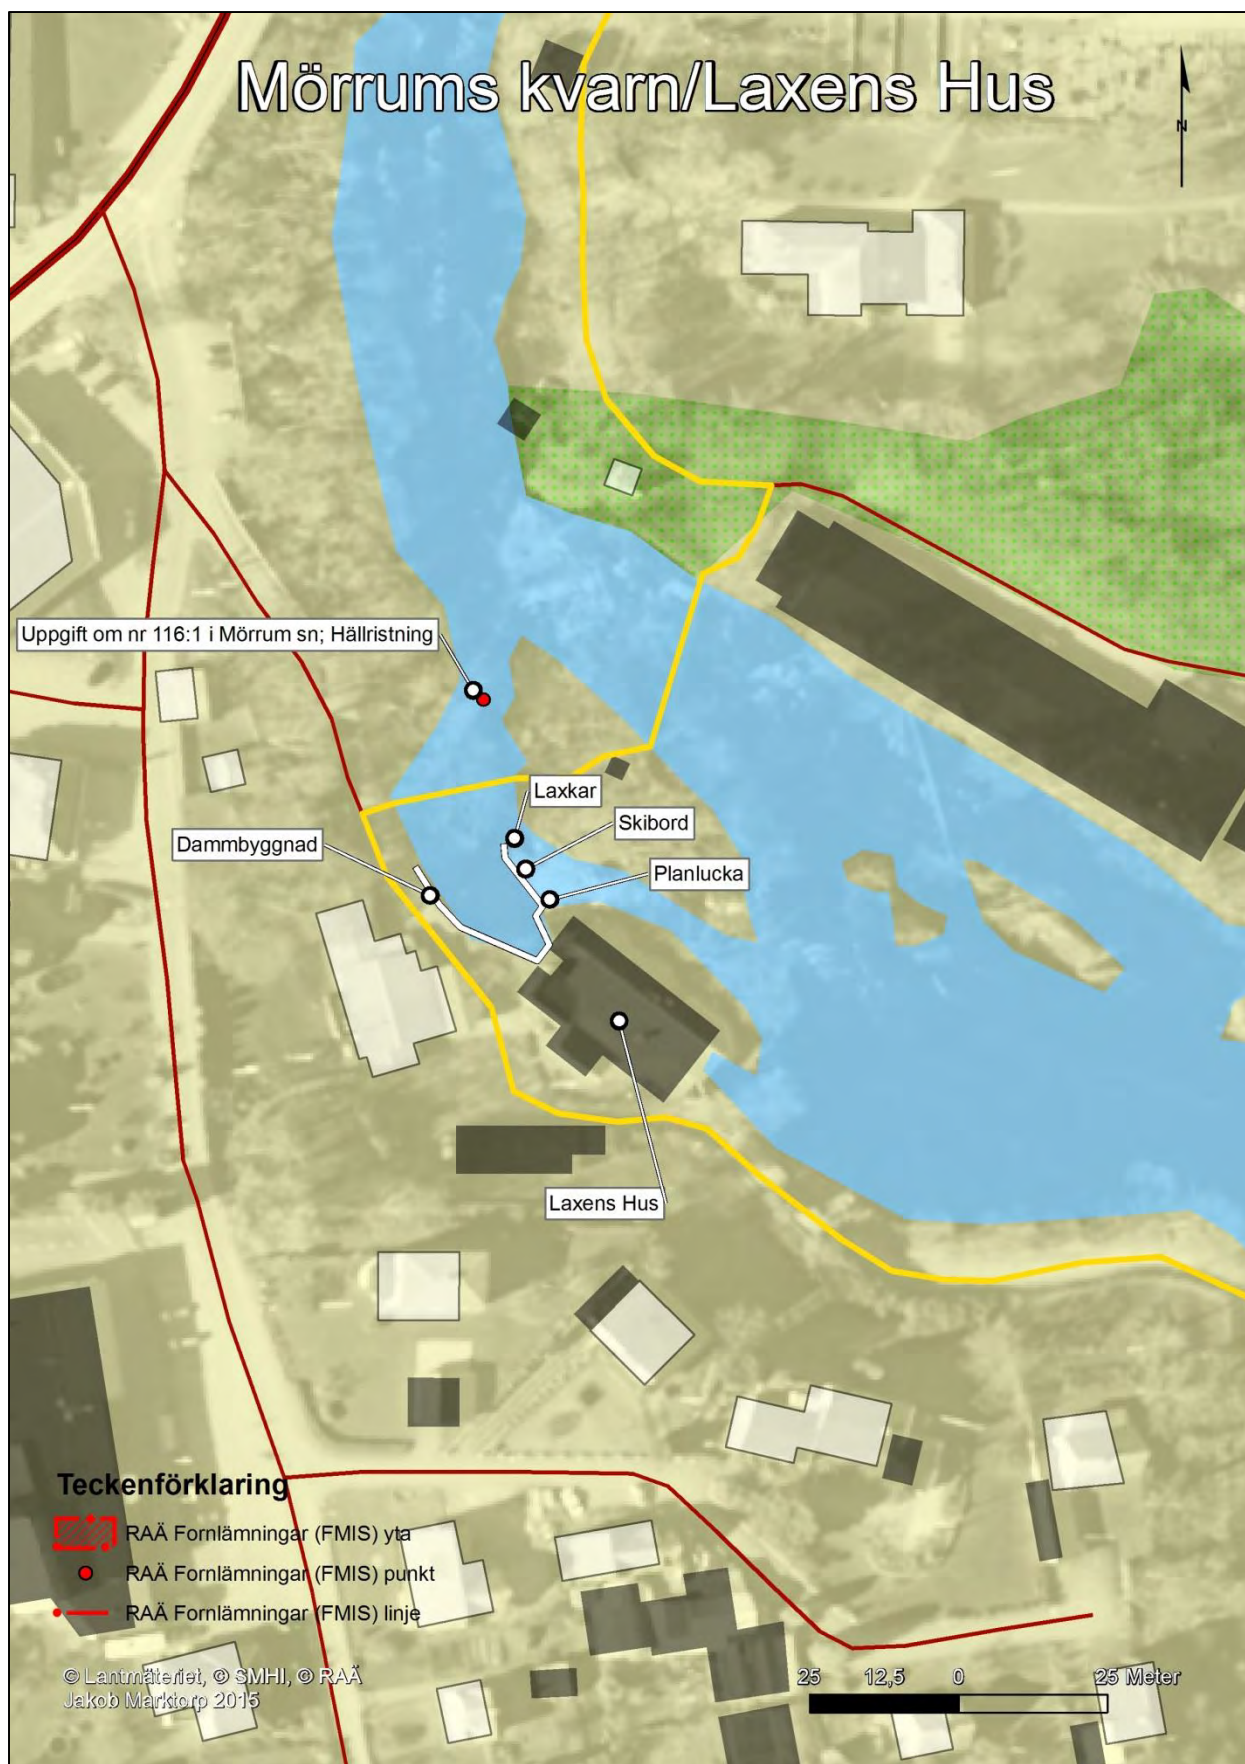 Mörrums kvarn/Laxens Hus
N
Uppgift om nr 116:1 i Mörrum sn; Hällristning
Laxkar
Skibord
Dammbyggnad
Planlucka
Laxens Hus
Teckenförklaring
RAÄ Fornlämningar (FMIS) yta
RAÄ Fornlämningar (FMIS) punkt
RAÄ Fornlämningar (FMIS) linje
© Lantmäteriet, © SMHI, © RAÄ
Jakob Marktorp 2015
25 12,5 0 25 Meter